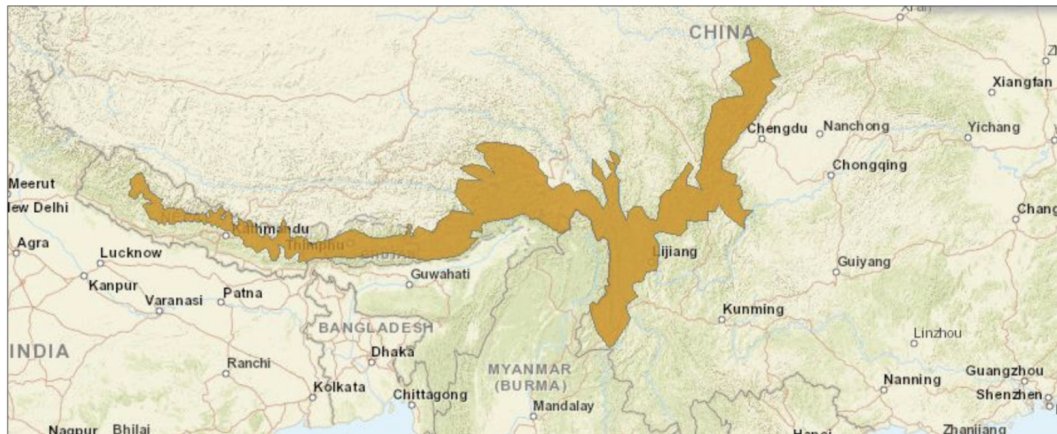 CHINA
Xiangfan
Chengdu
Nanchong
Yichang
Chongqing
Meerut
New Delhi
Kathmandu
Thimphu
Agra
Lucknow
Lijiang
Guiyang
Guwahati
Kanpur
Varanasi
Patna
Kunming
BANGLADESH
Linzhou
INDIA
Dhaka
Ranchi
MYANMAR
(BURMA)
Guangzhou
Kolkata
Chittagong
Nanning
Shenzhen
Mandalay
Nagpur
Bhilai
Zhanjiang